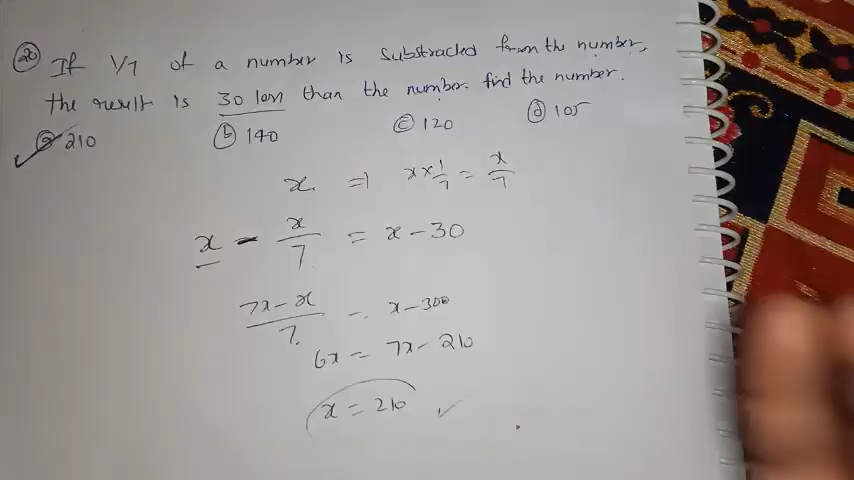 20 If 1/7 of a number is substracted from the number,
the result is 30 less than the number. find the number.
a 210 b 140 c 120 d 105
x. ⇒ x × 1/7 = x/7
x - x/7 = x - 30
7x - x/7 = x - 300
6x = 7x - 210
x = 210 ✓